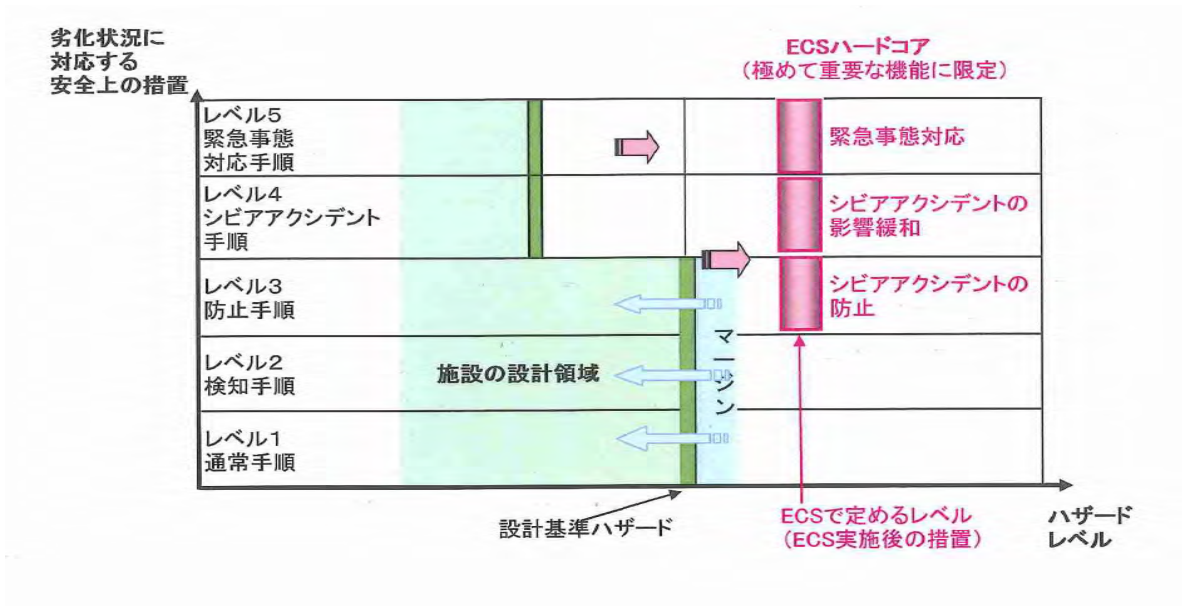 劣化状況に
対応する
安全上の措置
ECSハードコア
（極めて重要な機能に限定）
レベル5
緊急事態
対応手順
緊急事態対応
レベル4
シビアアクシデント
手順
シビアアクシデントの
影響緩和
レベル3
防止手順
シビアアクシデントの
防止
マージン
レベル2
検知手順
施設の設計領域
レベル1
通常手順
設計基準ハザード
ECSで定めるレベル
（ECS実施後の措置）
ハザード
レベル